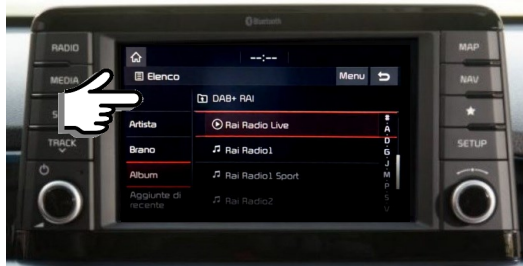 Bluetooth
RADIO
MEDIA
TRACK
MAP
NAV
SETUP
--:--
Elenco
Menu
DAB+ RAI
Artista
Brano
Album
Aggiunte di
recente
Rai Radio Live
Rai Radio1
Rai Radio1 Sport
Rai Radio2
A
D
G
J
M
P
S
V